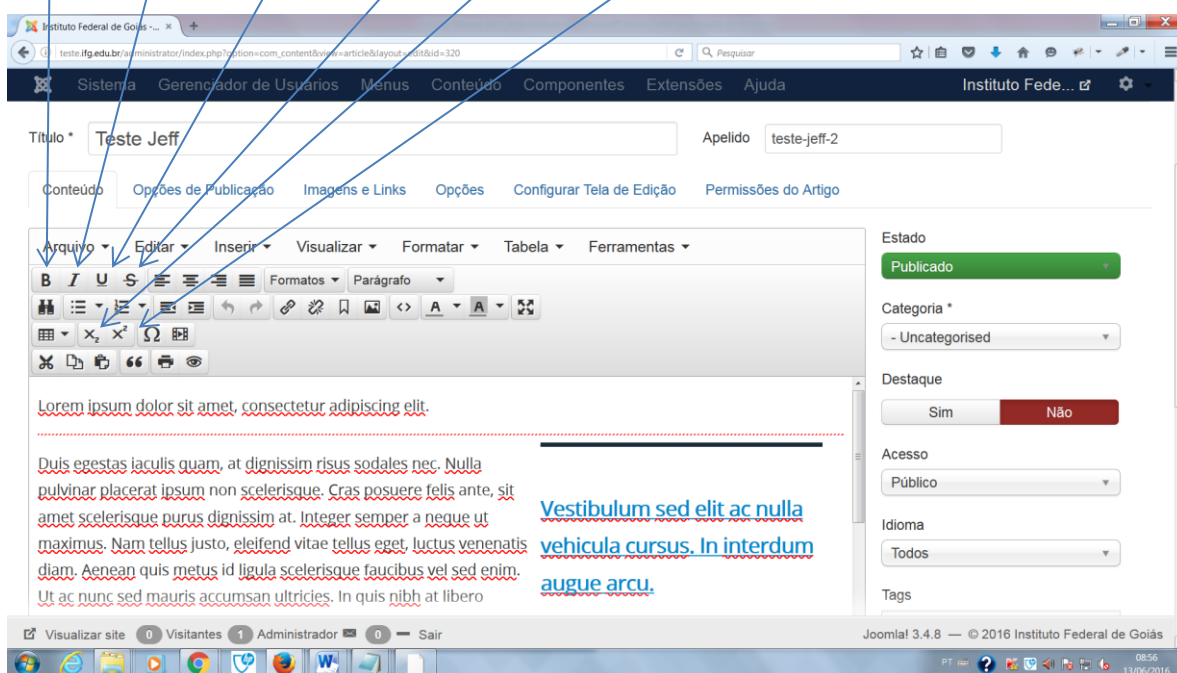 Instituto Federal de Goiás -...
teste.ifg.edu.br/administrator/index.php?option=com_content&view=article&layout=edit&id=320
Pesquisar
Sistema Gerenciador de Usuários Menus Conteúdo Componentes Extensões Ajuda Instituto Fede...
Título * Teste Jeff Apelido teste-jeff-2
Conteúdo Opções de Publicação Imagens e Links Opções Configurar Tela de Edição Permissões do Artigo
Arquivo Editar Inserir Visualizar Formatar Tabela Ferramentas
B I U S Formatos Parágrafo
A A
X₂ X² Ω
Lorem ipsum dolor sit amet, consectetur adipiscing elit.
Duis egestas iaculis quam, at dignissim risus sodales nec. Nulla
pulvinar placerat ipsum non scelerisque. Cras posuere felis ante, sit
amet scelerisque purus dignissim at. Integer semper a neque ut
maximus. Nam tellus justo, eleifend vitae tellus eget, luctus venenatis
diam. Aenean quis metus id ligula scelerisque faucibus vel sed enim.
Ut ac nunc sed mauris accumsan ultricies. In quis nibh at libero
Vestibulum sed elit ac nulla
vehicula cursus. In interdum
augue arcu.
Estado
Publicado
Categoria *
- Uncategorised
Destaque
Sim Não
Acesso
Público
Idioma
Todos
Tags
Visualizar site 0 Visitantes 1 Administrador 0 Sair Joomla! 3.4.8 — © 2016 Instituto Federal de Goiás
PT 08:56
13/06/2016